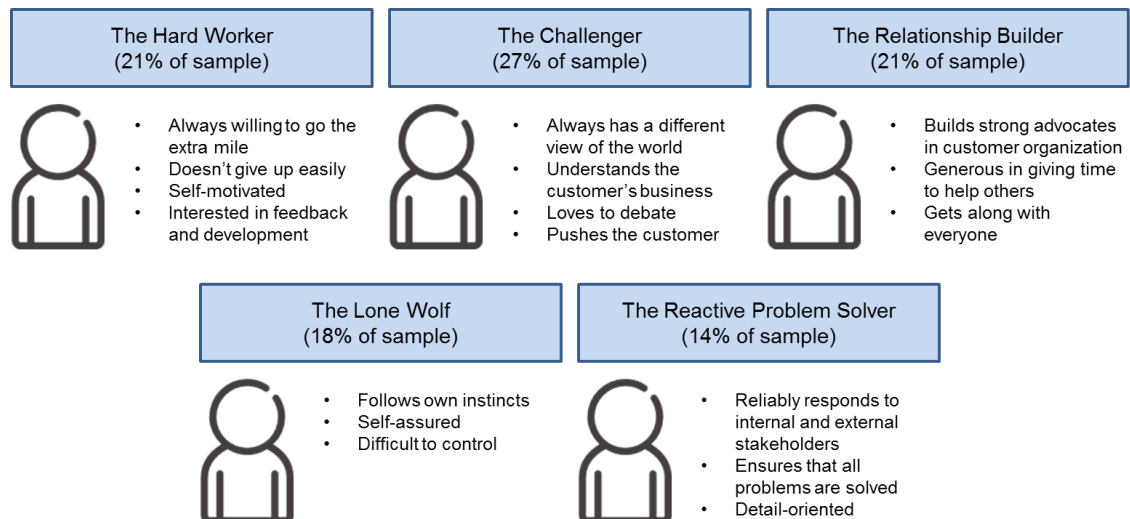 The Hard Worker
(21% of sample)
• Always willing to go the
extra mile
• Doesn't give up easily
• Self-motivated
• Interested in feedback
and development
The Challenger
(27% of sample)
• Always has a different
view of the world
• Understands the
customer's business
• Loves to debate
• Pushes the customer
The Relationship Builder
(21% of sample)
• Builds strong advocates
in customer organization
• Generous in giving time
to help others
• Gets along with
everyone
The Lone Wolf
(18% of sample)
• Follows own instincts
• Self-assured
• Difficult to control
The Reactive Problem Solver
(14% of sample)
• Reliably responds to
internal and external
stakeholders
• Ensures that all
problems are solved
• Detail-oriented